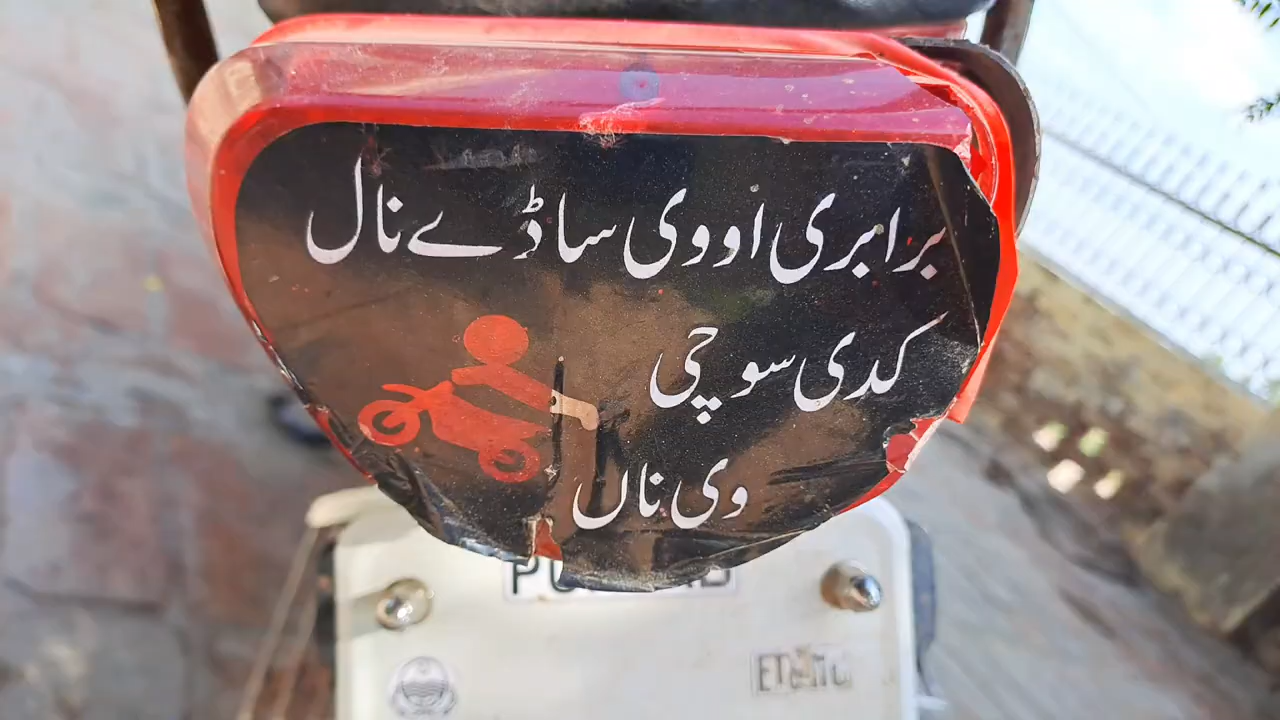 برابری او وی ساڈے نال
کدی سوچی
وی ناں